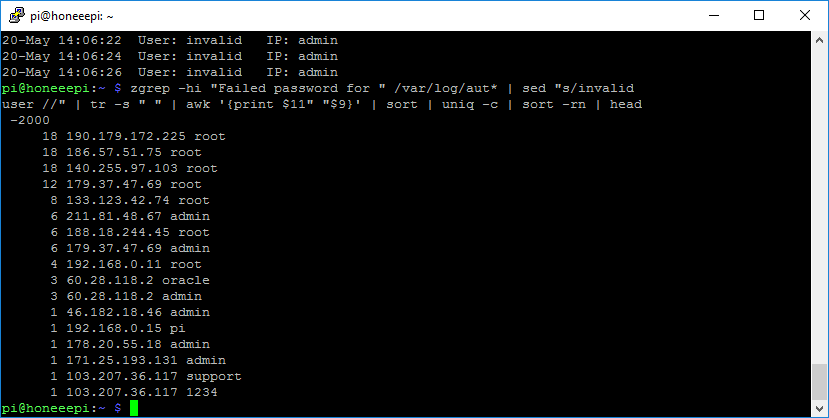 pi@honeeepi: ~
20-May 14:06:22  User: invalid   IP: admin
20-May 14:06:24  User: invalid   IP: admin
20-May 14:06:26  User: invalid   IP: admin
pi@honeeepi:~ $ zgrep -hi "Failed password for " /var/log/aut* | sed "s/invalid
user //" | tr -s " " | awk '{print $11" "$9}' | sort | uniq -c | sort -rn | head
 -2000
     18 190.179.172.225 root
     18 186.57.51.75 root
     18 140.255.97.103 root
     12 179.37.47.69 root
      8 133.123.42.74 root
      6 211.81.48.67 admin
      6 188.18.244.45 root
      6 179.37.47.69 admin
      4 192.168.0.11 root
      3 60.28.118.2 oracle
      3 60.28.118.2 admin
      1 46.182.18.46 admin
      1 192.168.0.15 pi
      1 178.20.55.18 admin
      1 171.25.193.131 admin
      1 103.207.36.117 support
      1 103.207.36.117 1234
pi@honeeepi:~ $